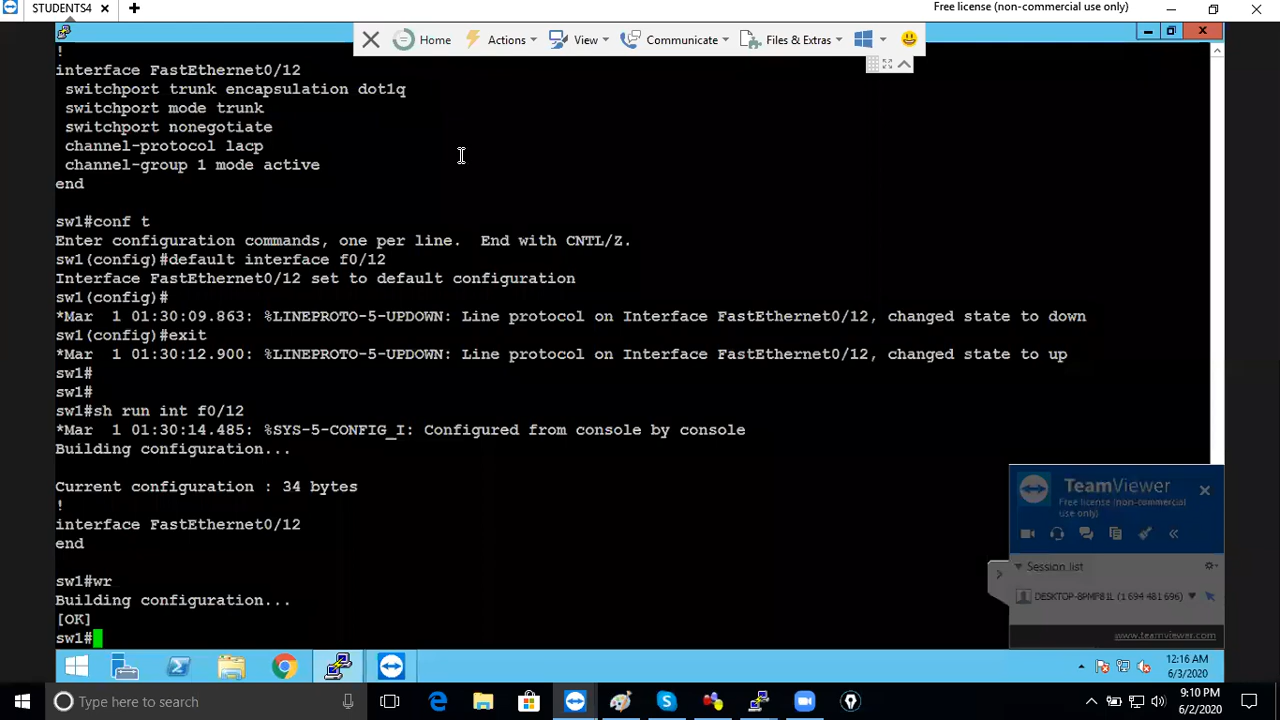 STUDENTS4
Free license (non-commercial use only)
Home
Actions
View
Communicate
Files & Extras
!
interface FastEthernet0/12
switchport trunk encapsulation dot1q
switchport mode trunk
switchport nonegotiate
channel-protocol lacp
channel-group 1 mode active
end
sw1#conf t
Enter configuration commands, one per line.  End with CNTL/Z.
sw1(config)#default interface f0/12
Interface FastEthernet0/12 set to default configuration
sw1(config)#
*Mar  1 01:30:09.863: %LINEPROTO-5-UPDOWN: Line protocol on Interface FastEthernet0/12, changed state to down
sw1(config)#exit
*Mar  1 01:30:12.900: %LINEPROTO-5-UPDOWN: Line protocol on Interface FastEthernet0/12, changed state to up
sw1#
sw1#
sw1#sh run int f0/12
*Mar  1 01:30:14.485: %SYS-5-CONFIG_I: Configured from console by console
Building configuration...
Current configuration : 34 bytes
!
interface FastEthernet0/12
end
sw1#wr
Building configuration...
[OK]
sw1#
TeamViewer
Free license (non-commercial
use only)
Session list
DESKTOP-8PMF81L (1 694 481 696)
www.teamviewer.com
12:16 AM
6/3/2020
Type here to search
9:10 PM
6/2/2020